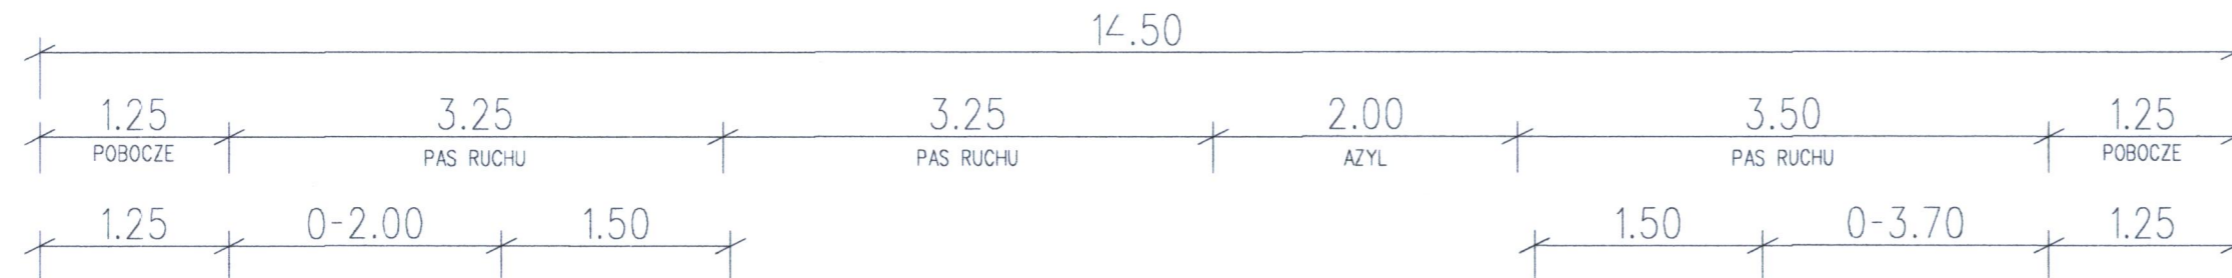 14.50
1.25 3.25 3.25 2.00 3.50 1.25
POBOCZE PAS RUCHU PAS RUCHU AZYL PAS RUCHU POBOCZE
1.25 0-2.00 1.50 1.50 0-3.70 1.25